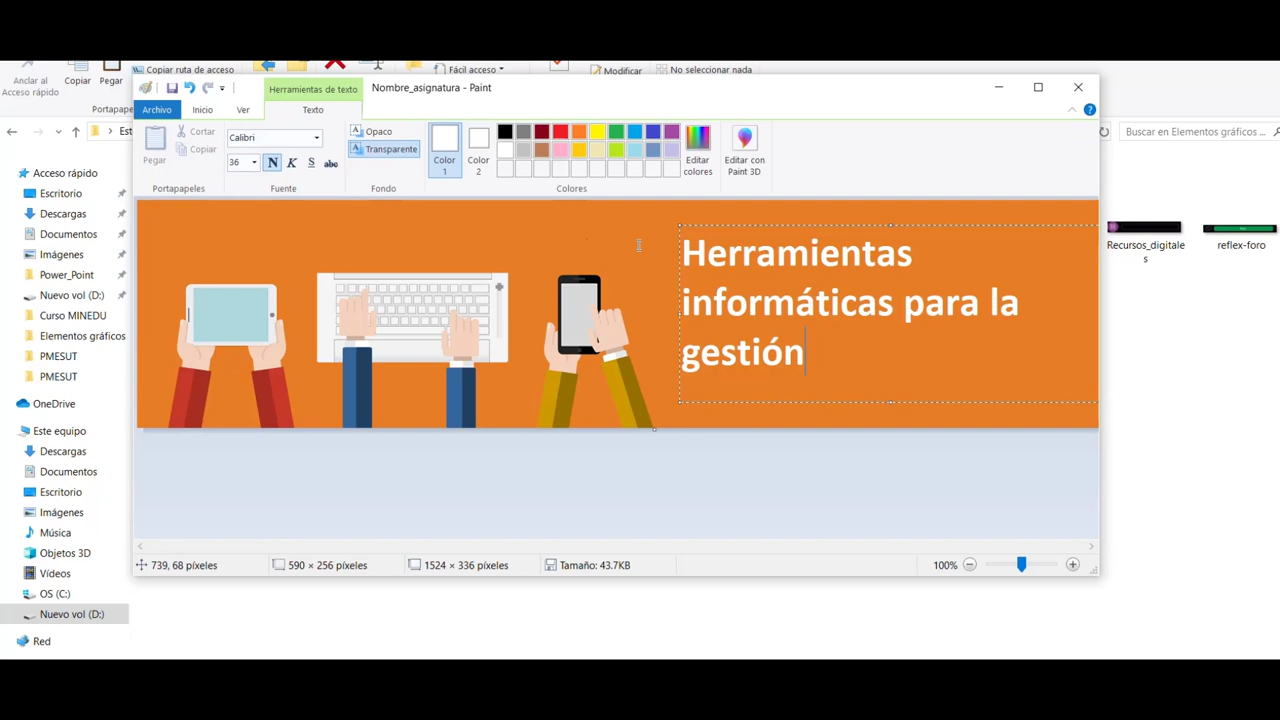 Anclar al
Acceso rápido
Copiar
Pegar
Copiar ruta de acceso
Fácil acceso
Modificar
No seleccionar nada
Portapa
Herramientas de texto
Nombre_asignatura - Paint
Archivo
Inicio
Ver
Texto
Pegar
Cortar
Copiar
Portapapeles
Calibri
36
N K S abc
Fuente
Opaco
Transparente
Fondo
Color
1
Color
2
Colores
Editar
colores
Editar con
Paint 3D
Est
Buscar en Elementos gráficos ...
Acceso rápido
Escritorio
Descargas
Documentos
Imágenes
Power_Point
Nuevo vol (D:)
Curso MINEDU
Elementos gráficos
PMESUT
PMESUT
OneDrive
Este equipo
Descargas
Documentos
Escritorio
Imágenes
Música
Objetos 3D
Vídeos
OS (C:)
Nuevo vol (D:)
Red
Herramientas
informáticas para la
gestión
Recursos_digitale
s
reflex-foro
739, 68 píxeles
590 × 256 píxeles
1524 × 336 píxeles
Tamaño: 43.7KB
100%